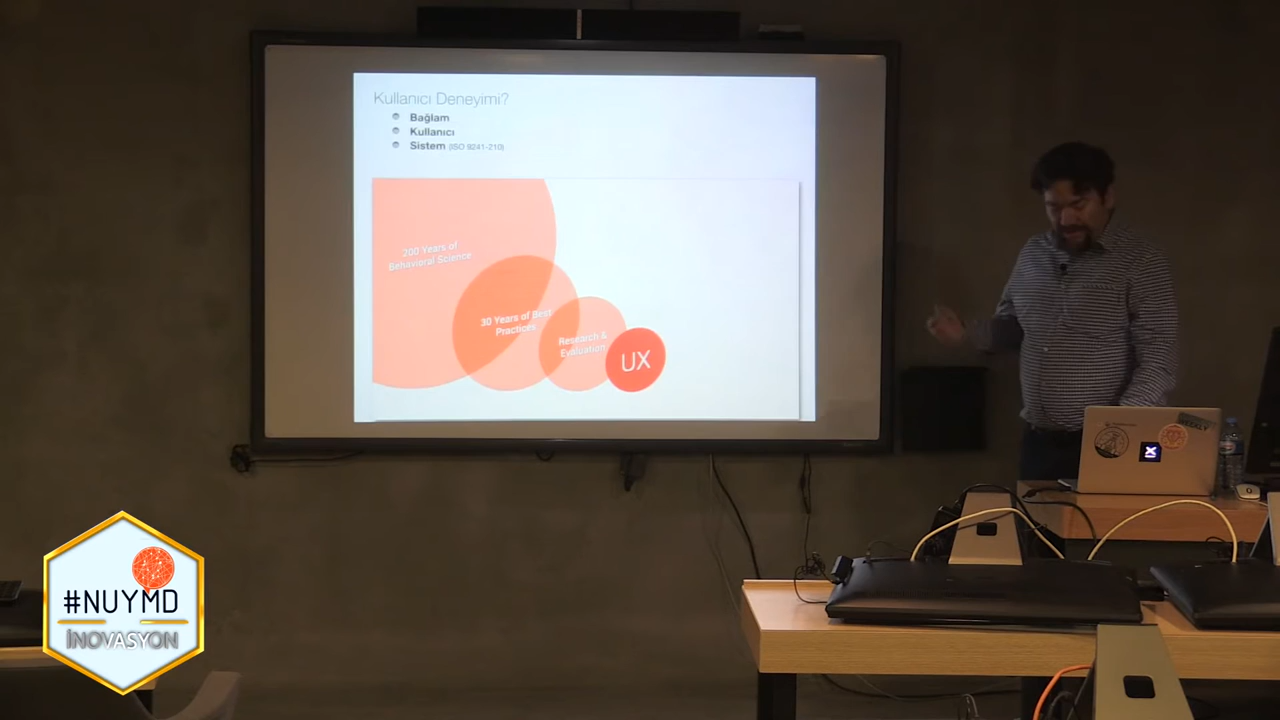 Kullanıcı Deneyimi?
Bağlam
Kullanıcı
Sistem (ISO 9241-210)
200 Years of
Behavioral Science
30 Years of Best
Practices
Research &
Evaluation
UX
WEEKLY
#NUYMD
İNOVASYON